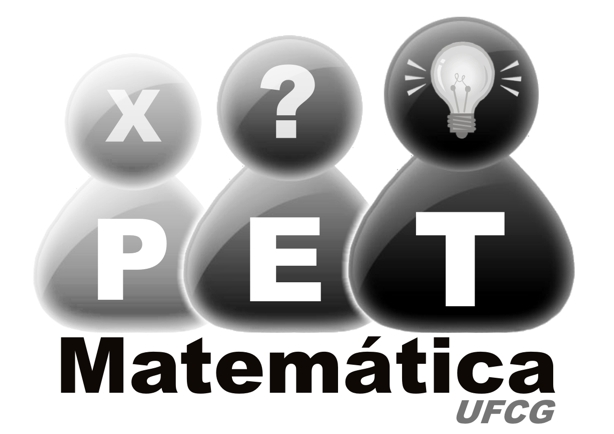 X ?
P E T
Matemática
UFCG